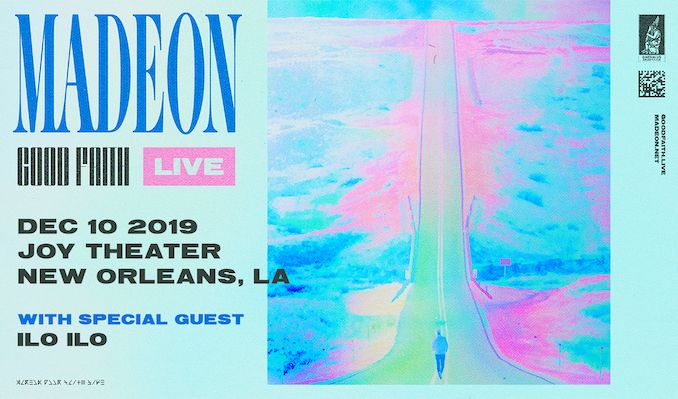 MADEON
GOOD FAITH
LIVE
DEC 10 2019
JOY THEATER
NEW ORLEANS, LA
WITH SPECIAL GUEST
ILO ILO
GOODFAITH.LIVE
MADEON.NET